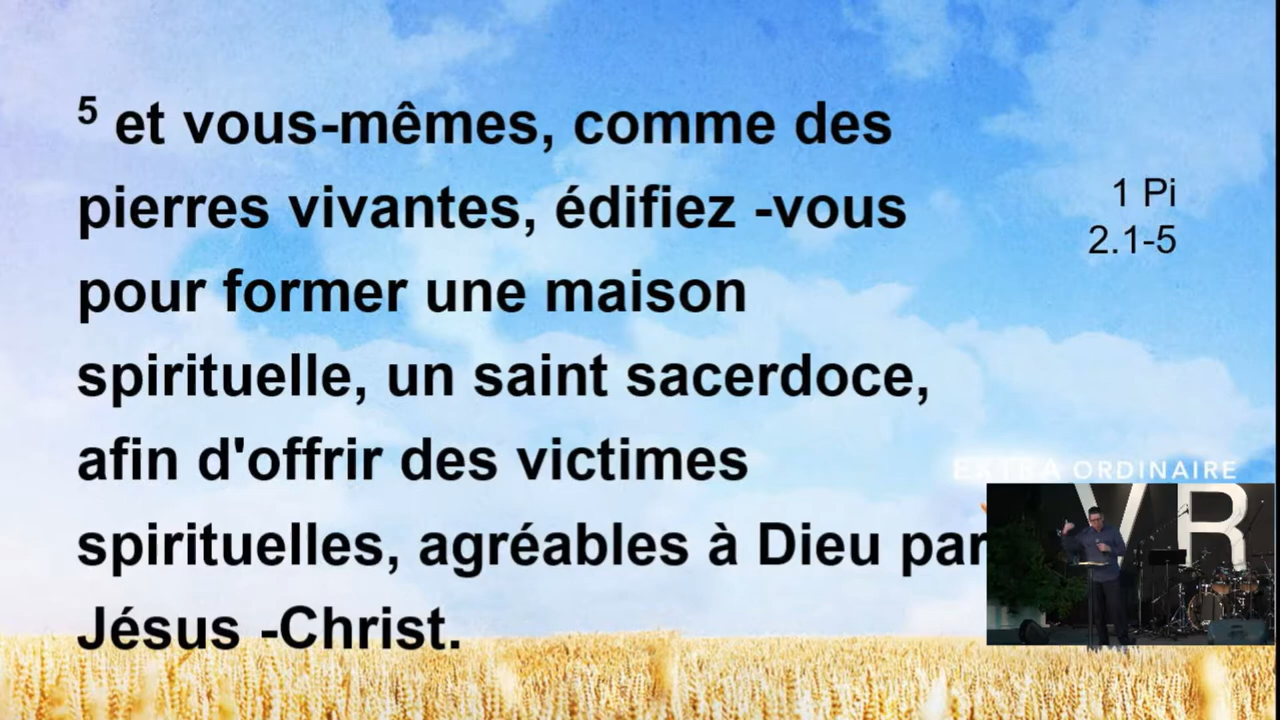 5 et vous-mêmes, comme des
pierres vivantes, édifiez -vous
pour former une maison
spirituelle, un saint sacerdoce,
afin d'offrir des victimes
spirituelles, agréables à Dieu par
Jésus -Christ.
1 Pi
2.1-5
EXTRA ORDINAIRE
VR